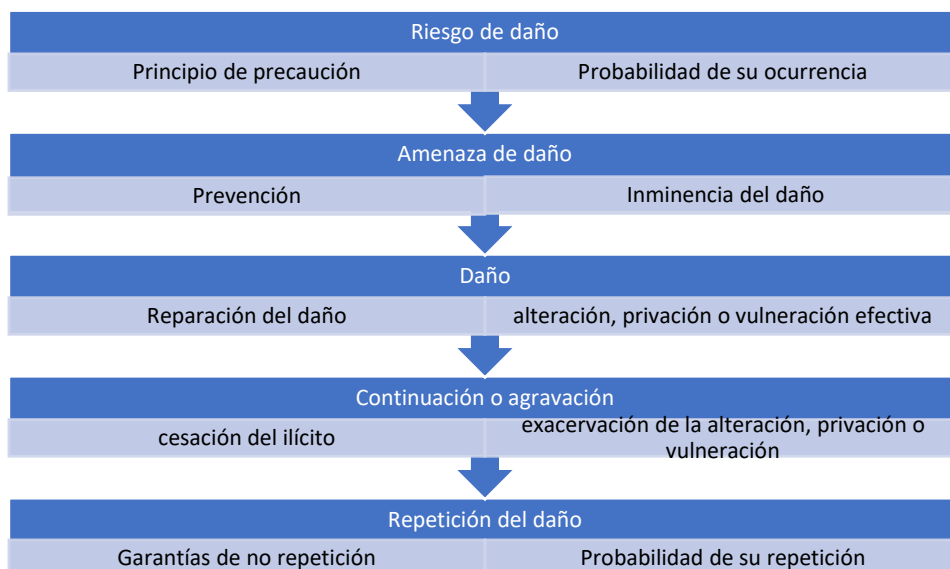 Riesgo de daño
Principio de precaución
Probabilidad de su ocurrencia
Amenaza de daño
Prevención
Inminencia del daño
Daño
Reparación del daño
alteración, privación o vulneración efectiva
Continuación o agravación
cesación del ilícito
exacervación de la alteración, privación o
vulneración
Repetición del daño
Garantías de no repetición
Probabilidad de su repetición